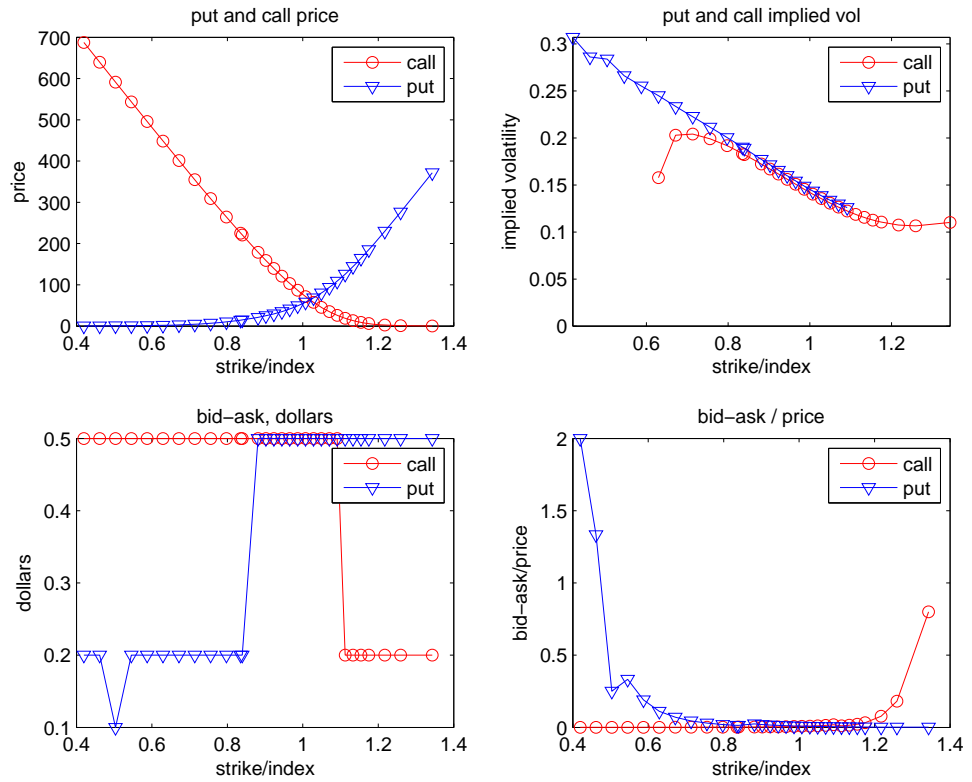 put and call price
700
600
500
400
300
200
100
0
price
0.4 0.6 0.8 1 1.2 1.4
strike/index
call
put
put and call implied vol
0.3
0.25
0.2
0.15
0.1
0.05
0
implied volatility
0.4 0.6 0.8 1 1.2
strike/index
call
put
bid−ask, dollars
0.5
0.4
0.3
0.2
0.1
dollars
0.4 0.6 0.8 1 1.2 1.4
strike/index
call
put
bid−ask / price
2
1.5
1
0.5
0
bid−ask/price
0.4 0.6 0.8 1 1.2 1.4
strike/index
call
put